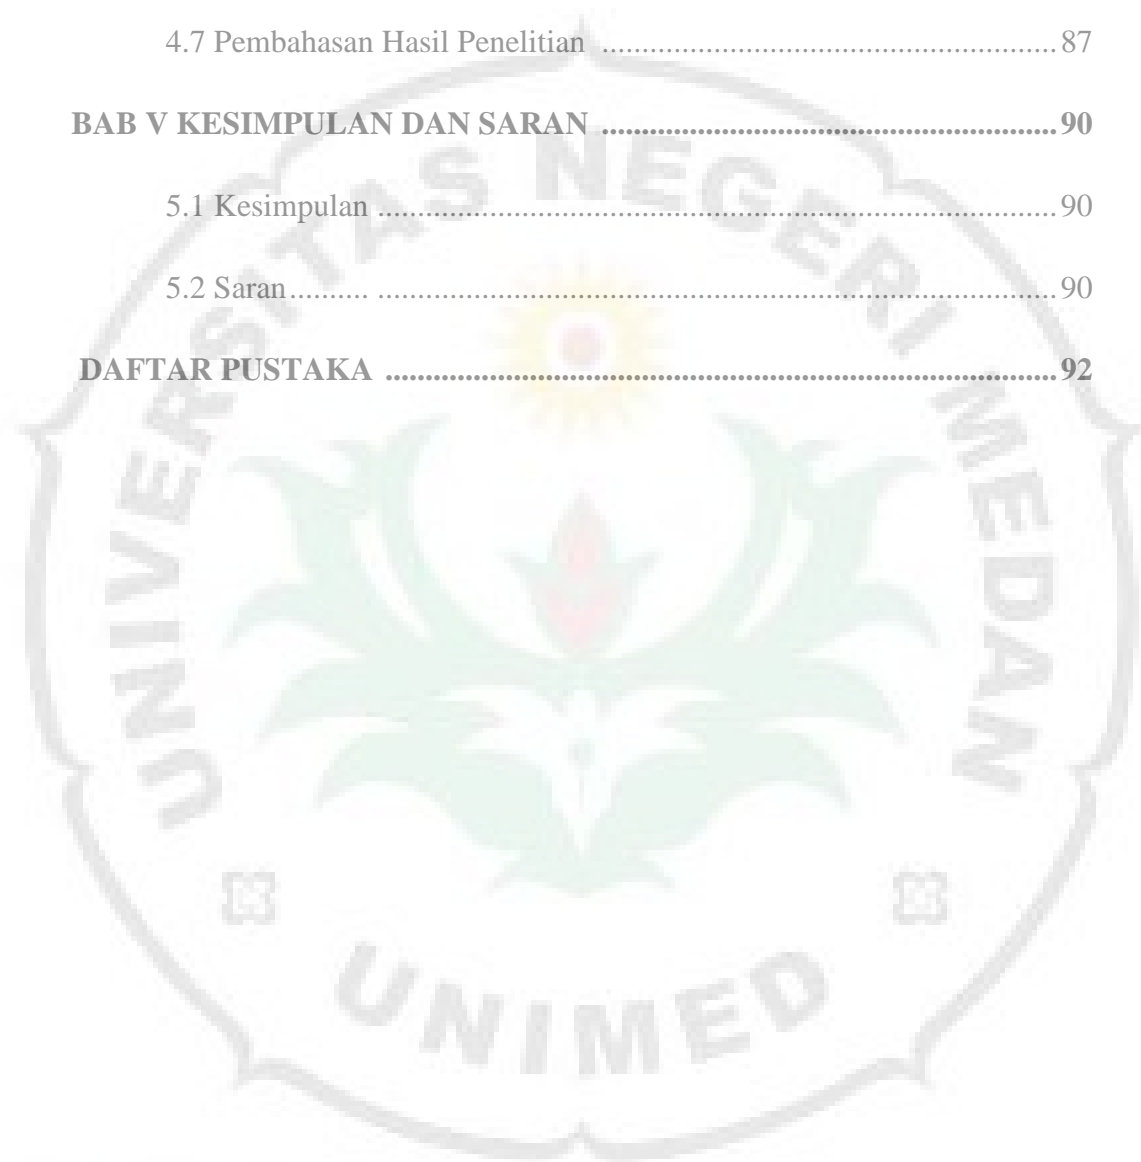 4.7 Pembahasan Hasil Penelitian ........................................................ 87
BAB V KESIMPULAN DAN SARAN ........................................................ 90
5.1 Kesimpulan .................................................................................... 90
5.2 Saran.......... .................................................................................... 90
DAFTAR PUSTAKA .................................................................................... 92
UNIVERSITAS NEGERI MEDAN
UNIMED